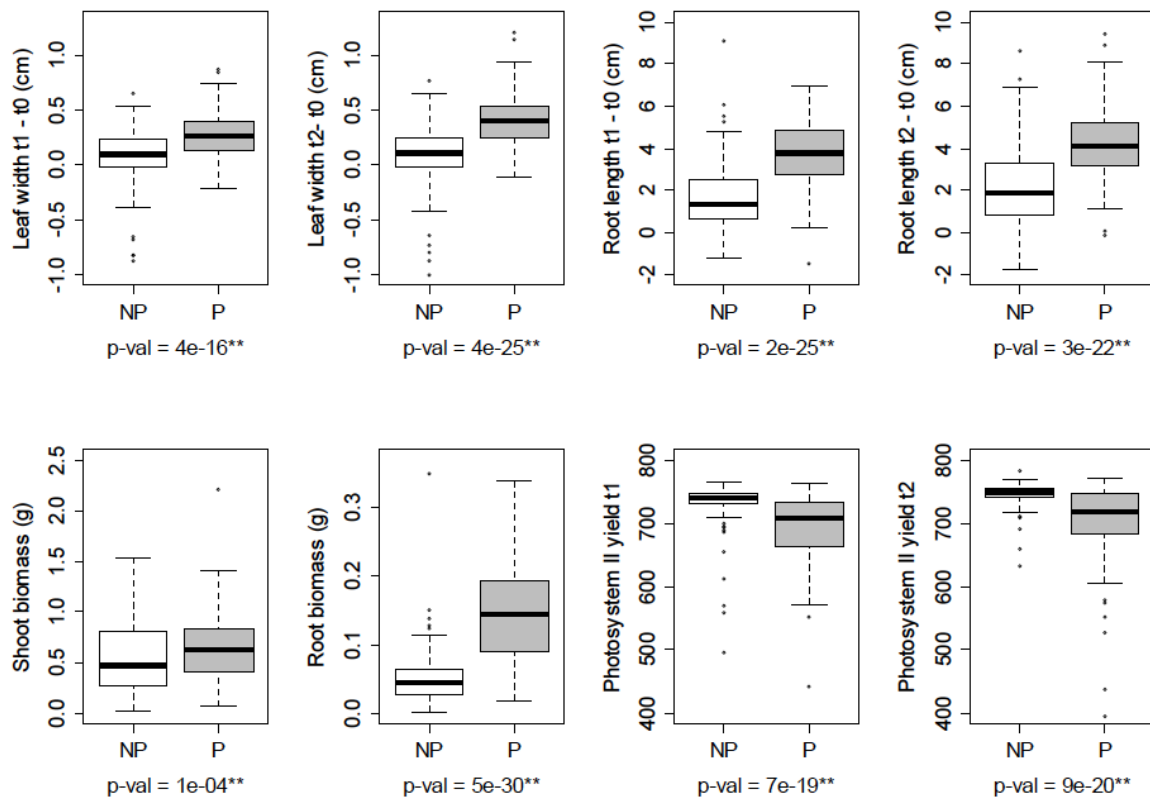 Leaf width t1 - t0 (cm)
1.0
0.5
0.0
-0.5
-1.0
NP P
p-val = 4e-16**
Leaf width t2- t0 (cm)
1.0
0.5
0.0
-0.5
-1.0
NP P
p-val = 4e-25**
Root length t1 - t0 (cm)
10
8
6
4
2
0
-2
NP P
p-val = 2e-25**
Root length t2 - t0 (cm)
10
8
6
4
2
0
-2
NP P
p-val = 3e-22**
Shoot biomass (g)
2.5
2.0
1.5
1.0
0.5
0.0
NP P
p-val = 1e-04**
Root biomass (g)
0.3
0.2
0.1
0.0
NP P
p-val = 5e-30**
Photosystem II yield t1
800
700
600
500
400
NP P
p-val = 7e-19**
Photosystem II yield t2
800
700
600
500
400
NP P
p-val = 9e-20**